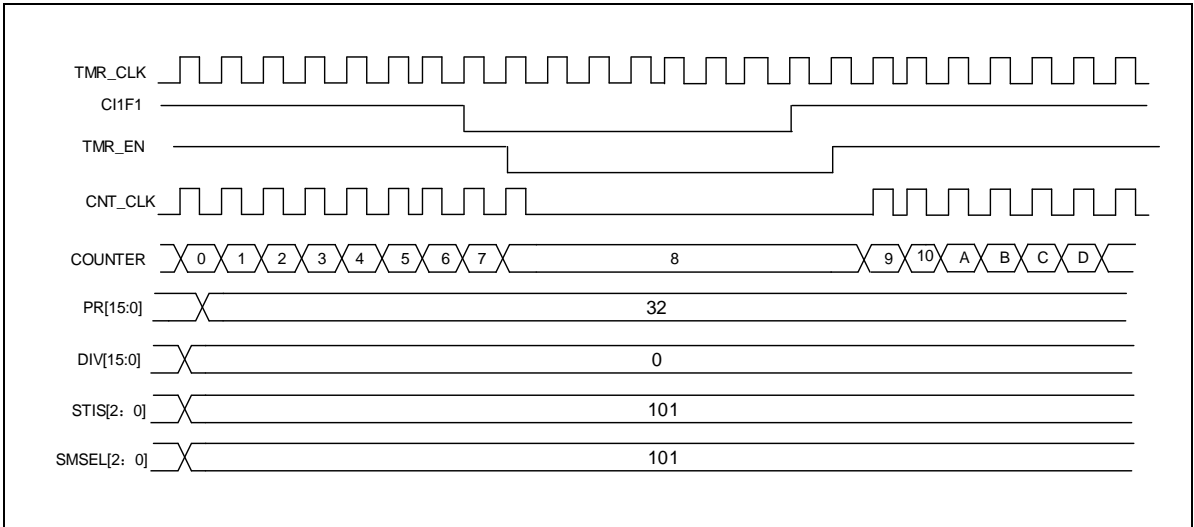 TMR_CLK
CI1F1
TMR_EN
CNT_CLK
COUNTER 0 1 2 3 4 5 6 7 8 9 10 A B C D
PR[15:0] 32
DIV[15:0] 0
STIS[2：0] 101
SMSEL[2：0] 101